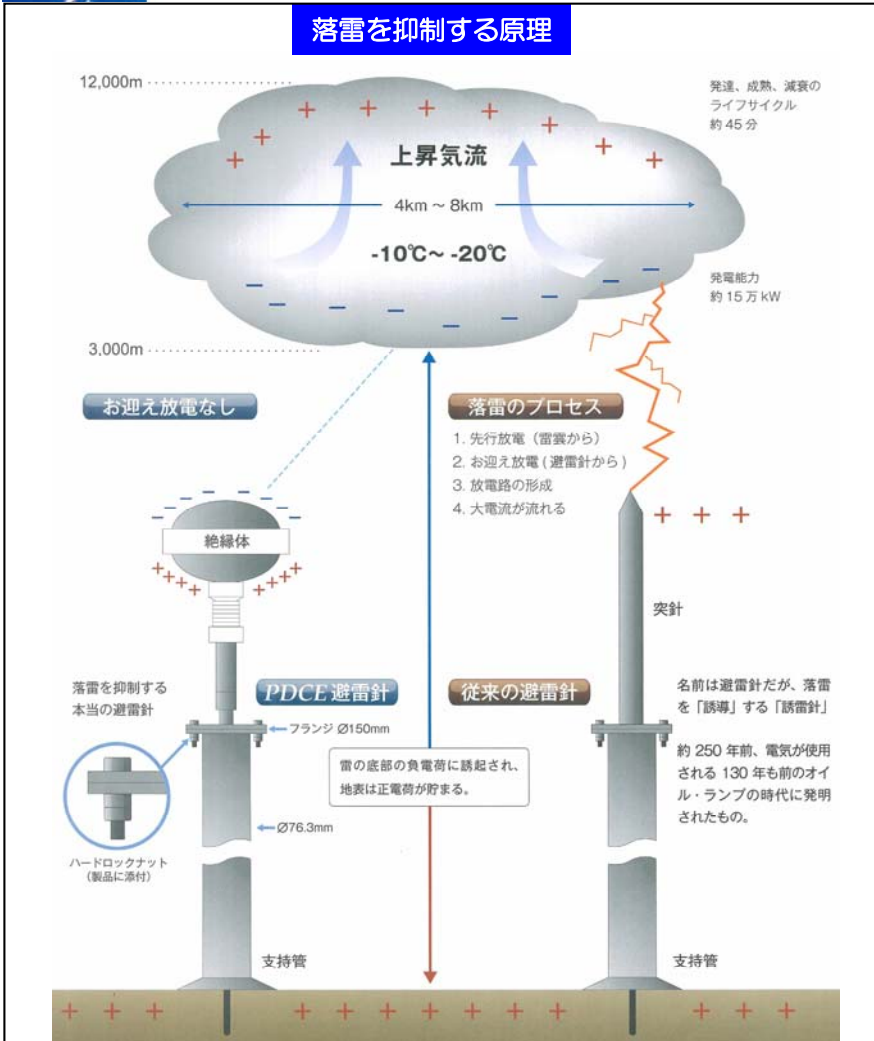 落雷を抑制する原理
12,000m
発達、成熟、減衰の
ライフサイクル
約45分
上昇気流
4km ～ 8km
-10℃～ -20℃
発電能力
約15万kW
3,000m
お迎え放電なし
落雷のプロセス
1. 先行放電（雷雲から）
2. お迎え放電 ( 避雷針から )
3. 放電路の形成
4. 大電流が流れる
絶縁体
突針
落雷を抑制する
本当の避雷針
PDCE 避雷針
従来の避雷針
名前は避雷針だが、落雷
を「誘導」する「誘雷針」
フランジ Ø150mm
雷の底部の負電荷に誘起され、
地表は正電荷が貯まる。
約250年前、電気が使用
される130年も前のオイ
ル・ランプの時代に発明
されたもの。
Ø76.3mm
ハードロックナット
（製品に添付）
支持管
支持管